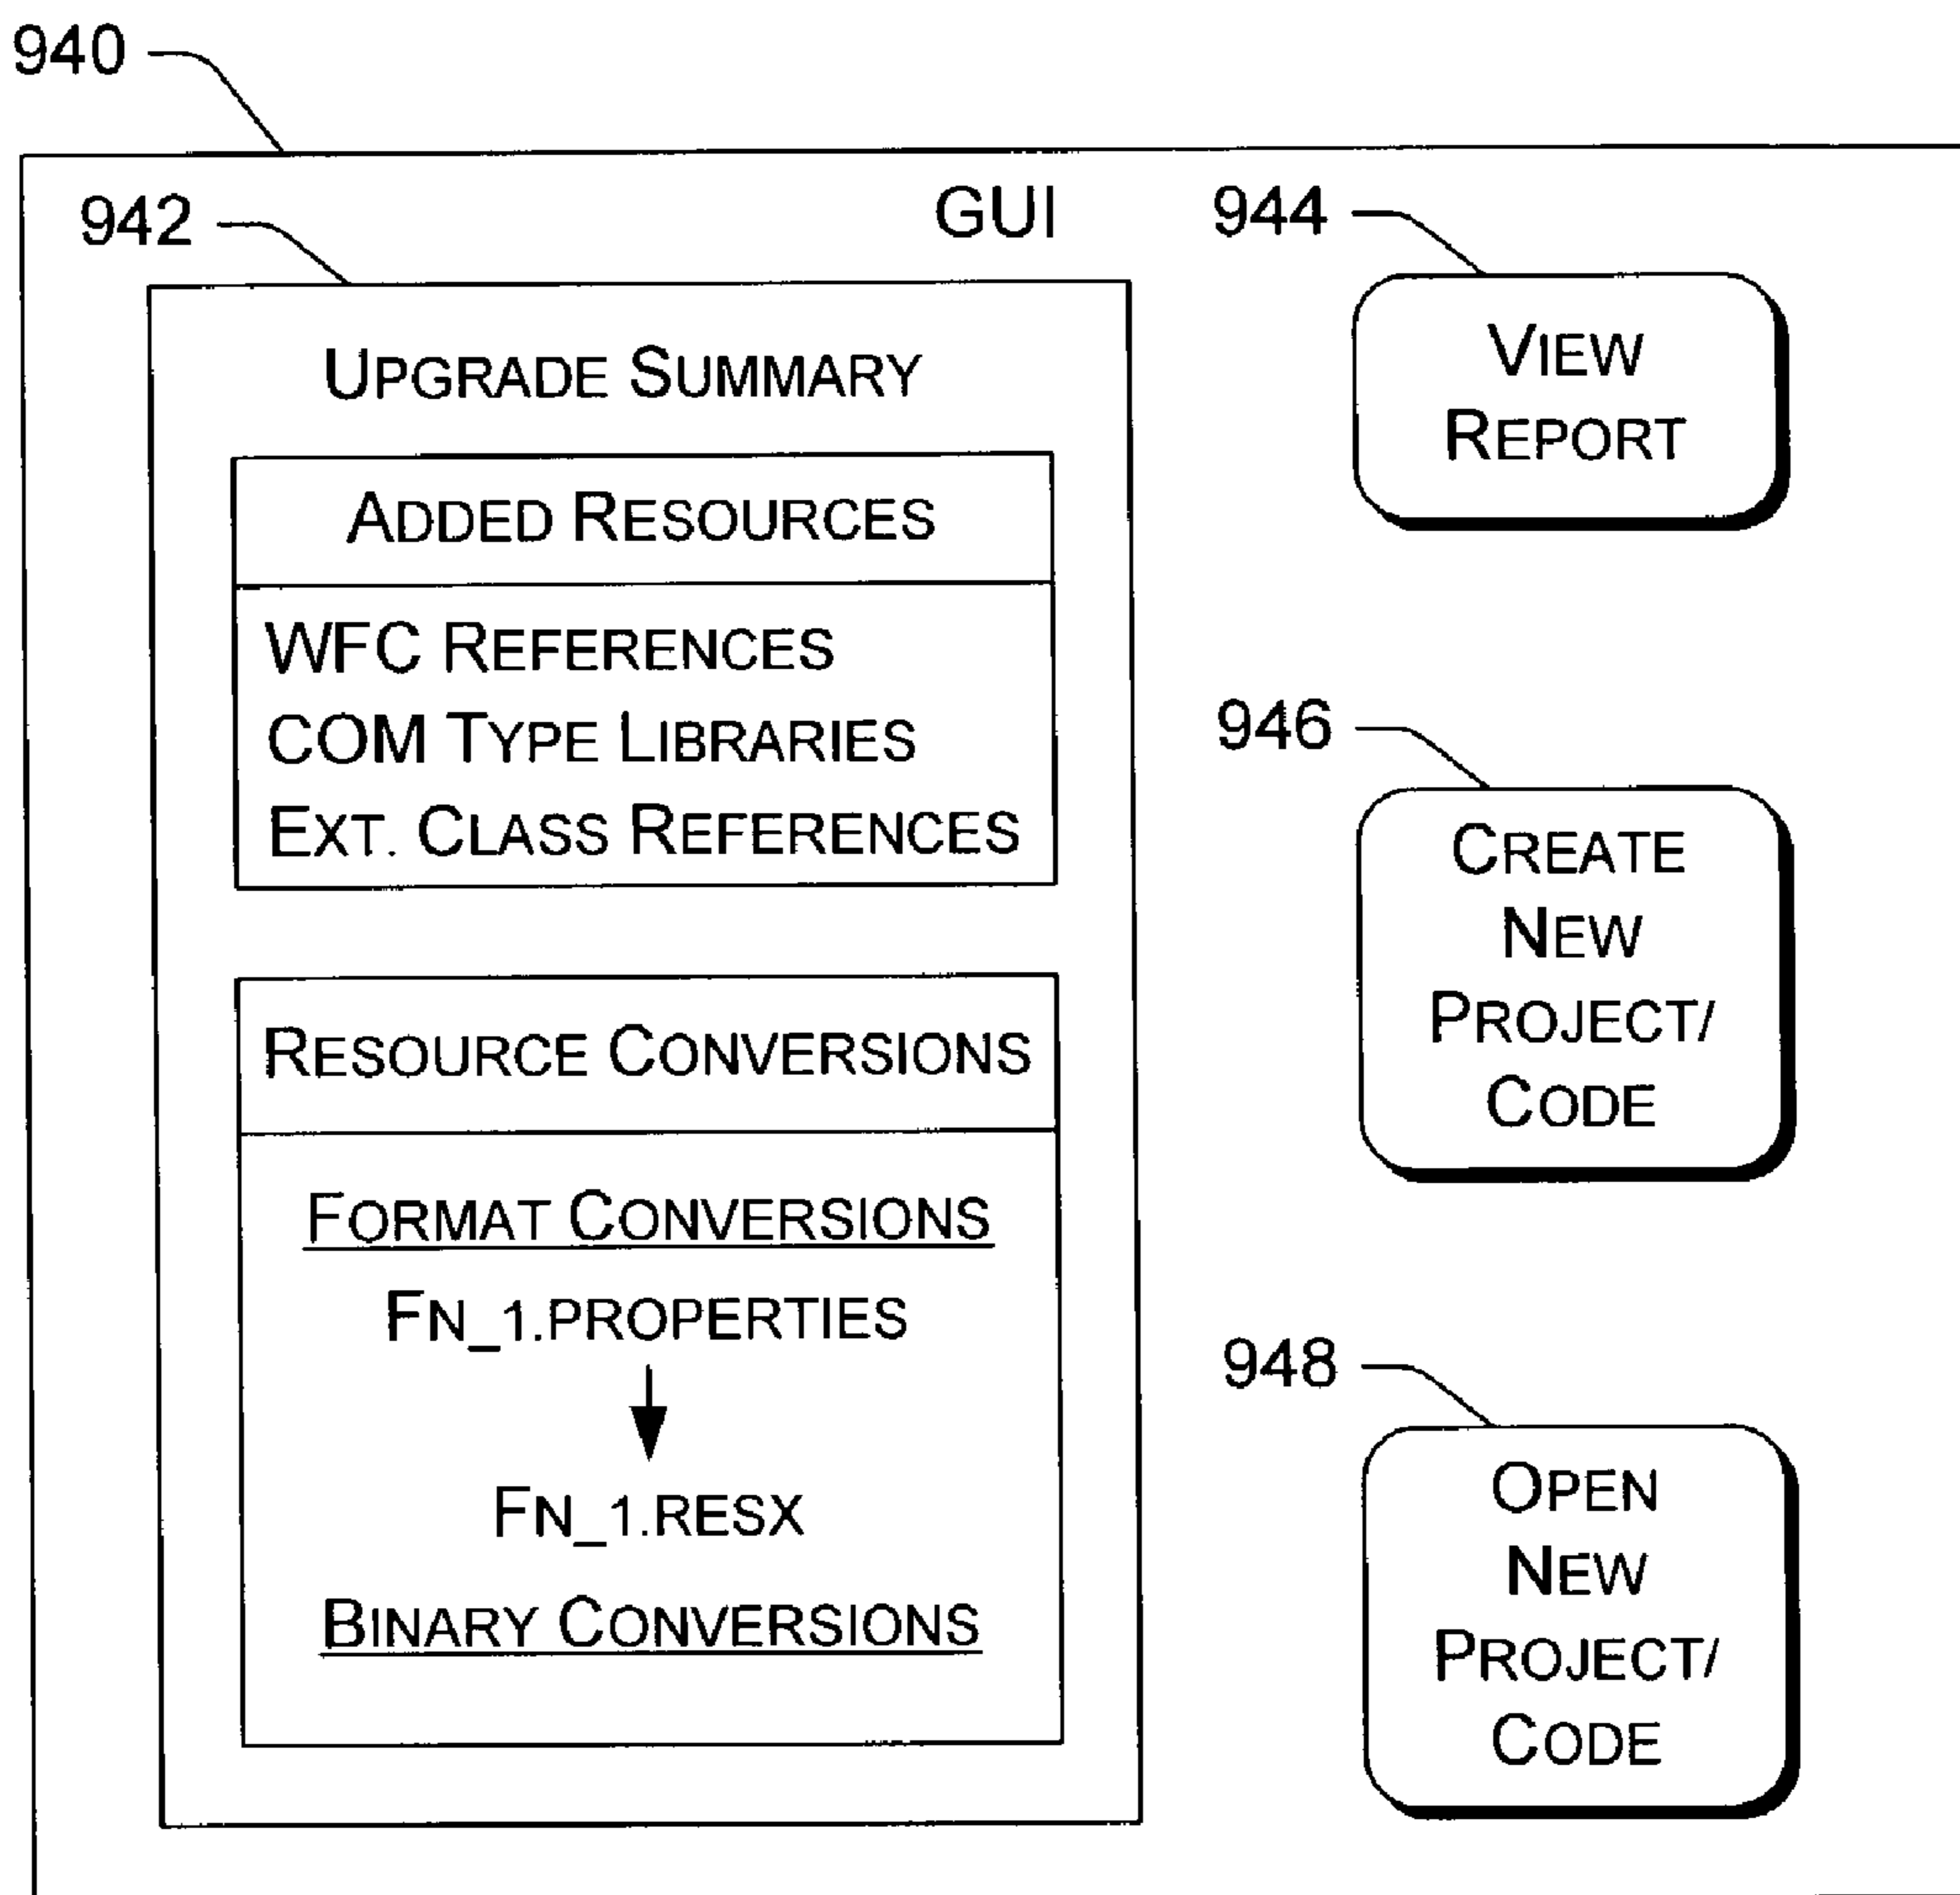 940
GUI
942
UPGRADE SUMMARY
ADDED RESOURCES
WFC REFERENCES
COM TYPE LIBRARIES
EXT. CLASS REFERENCES
RESOURCE CONVERSIONS
FORMAT CONVERSIONS
FN_1.PROPERTIES
FN_1.RESX
BINARY CONVERSIONS
944
VIEW
REPORT
946
CREATE
NEW
PROJECT/
CODE
948
OPEN
NEW
PROJECT/
CODE